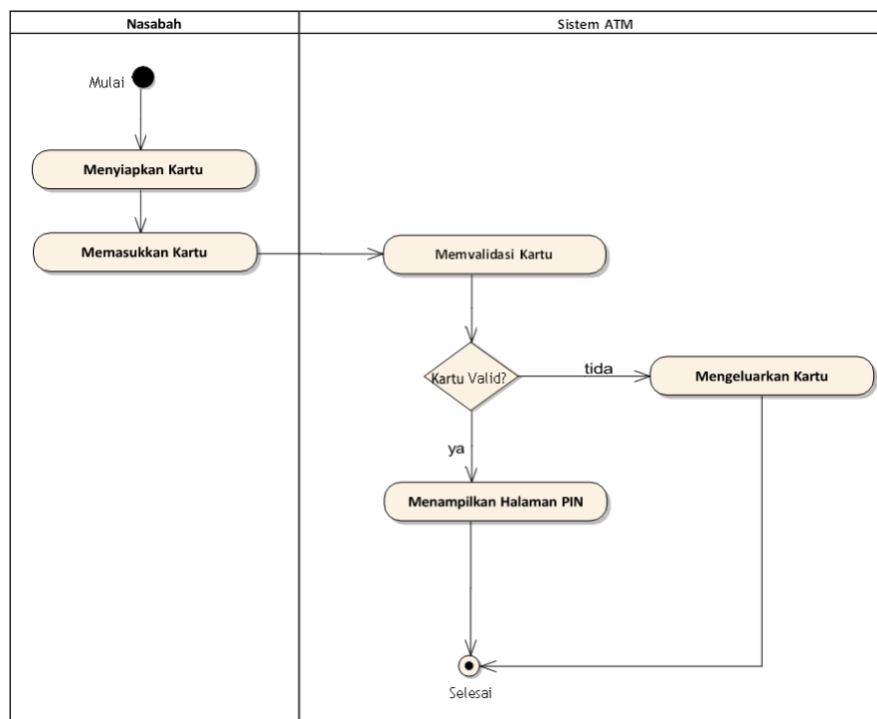 Nasabah
Sistem ATM
Mulai
Menyiapkan Kartu
Memasukkan Kartu
Memvalidasi Kartu
Kartu Valid?
tida
Mengeluarkan Kartu
ya
Menampilkan Halaman PIN
Selesai